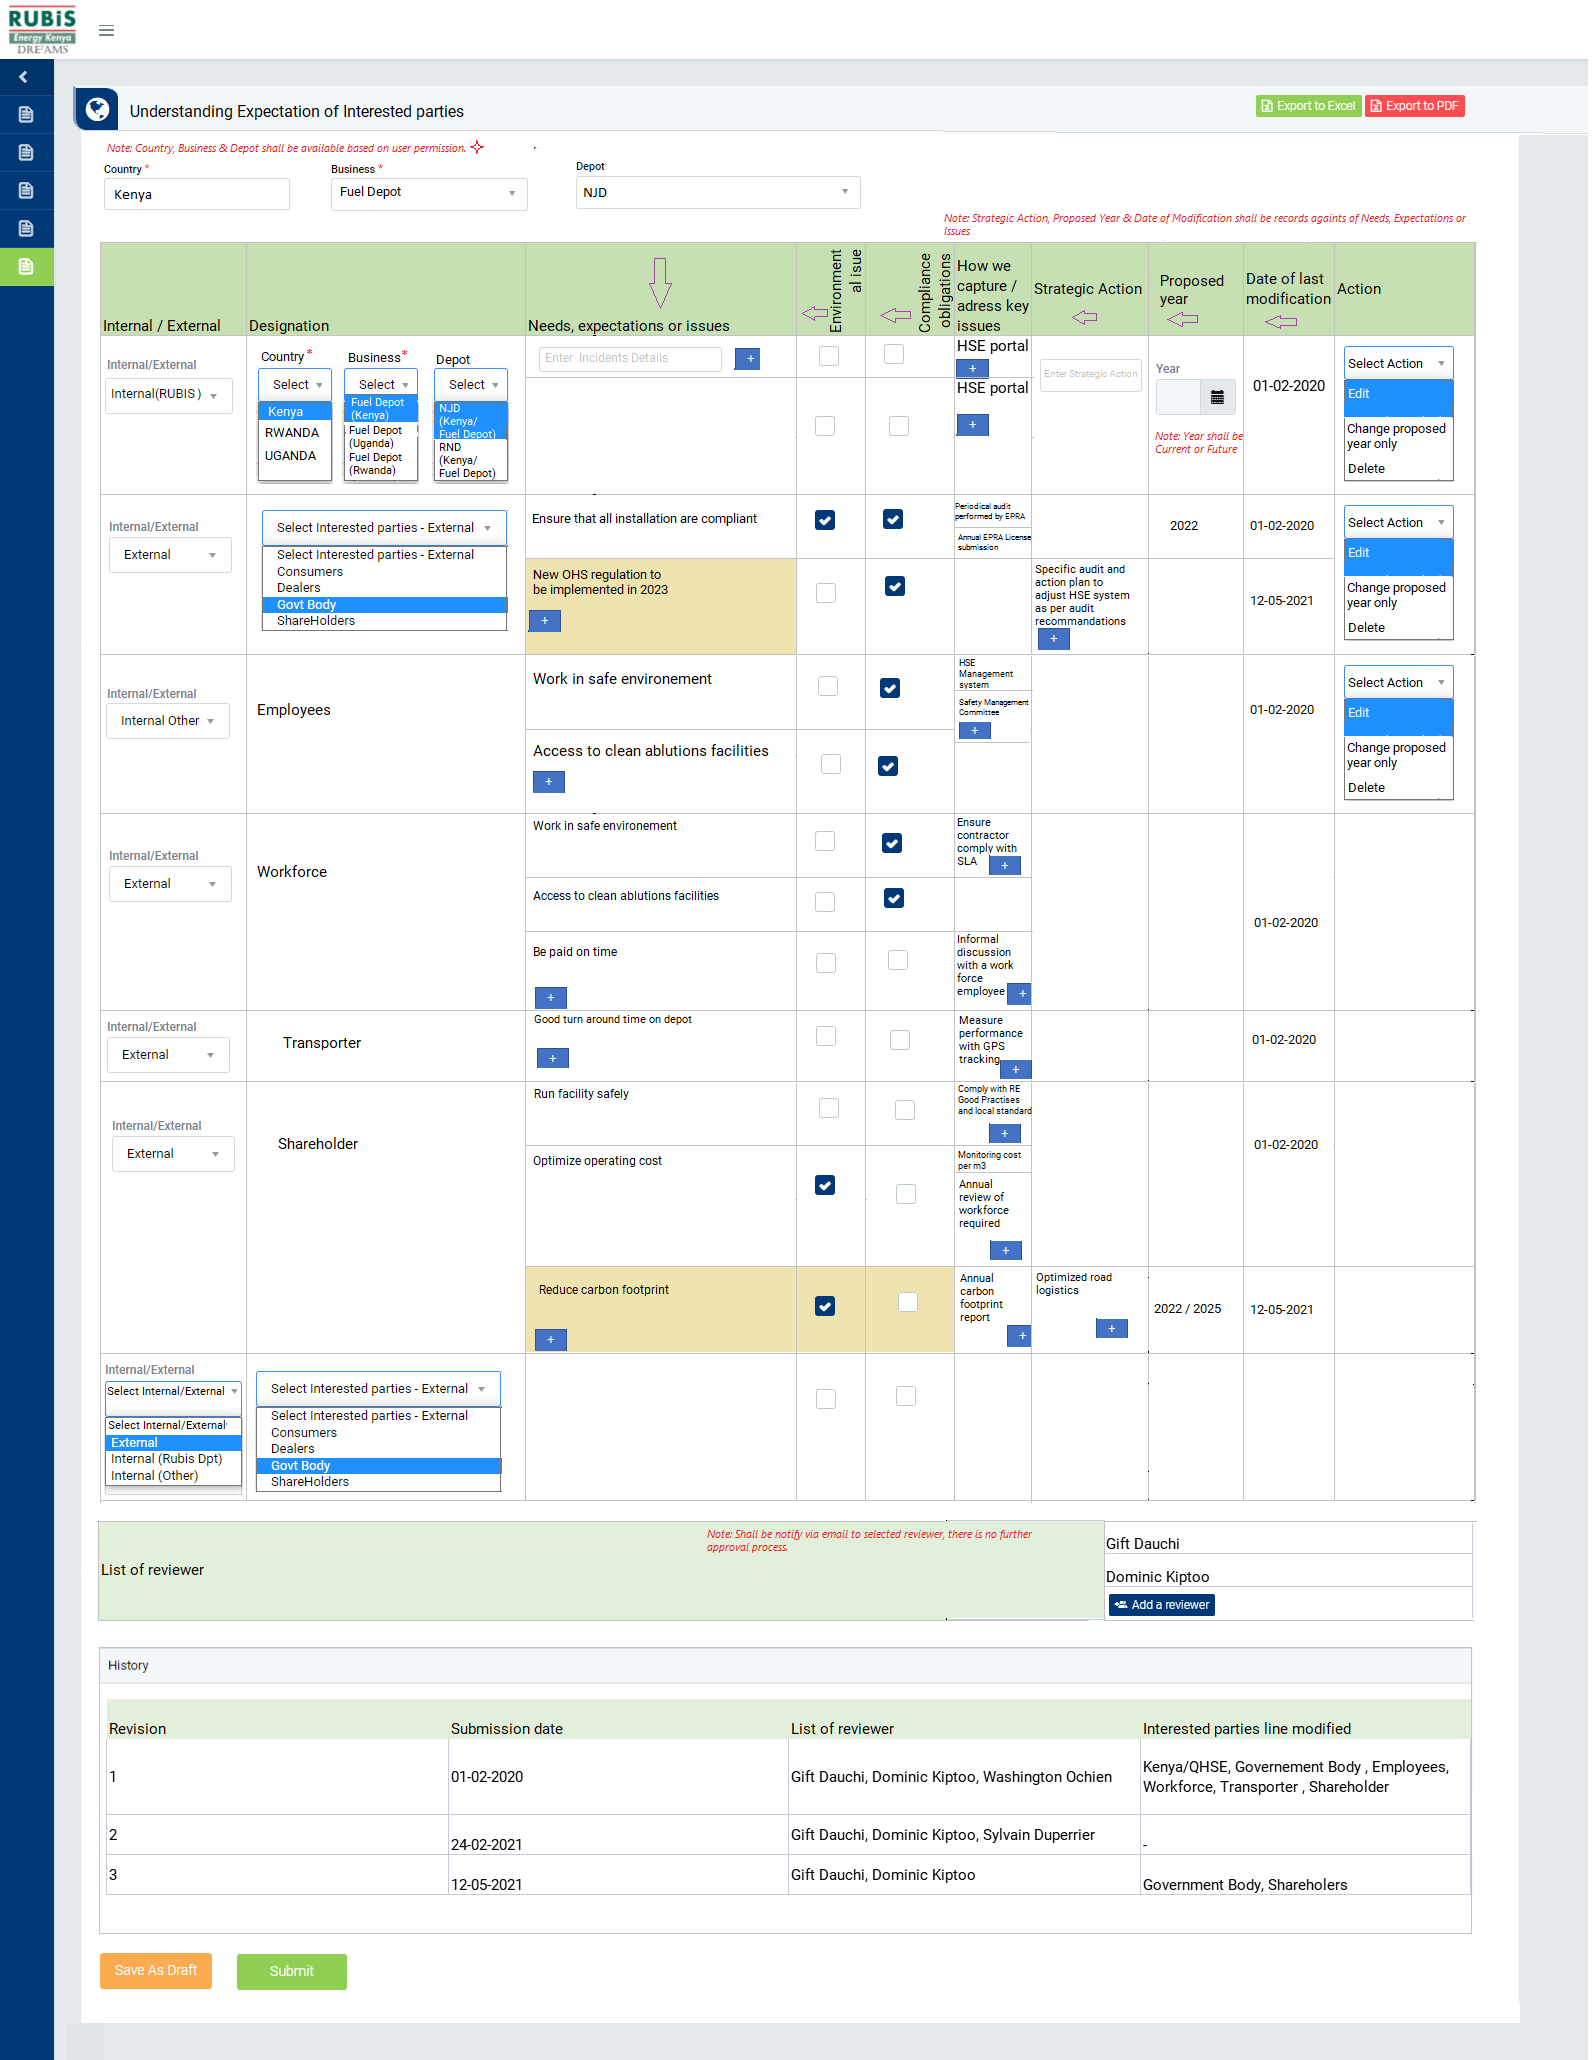 RUBiS
Energy Kenya
DREAMS
Understanding Expectation of Interested parties
Export to Excel
Export to PDF
Note: Country, Business & Depot shall be available based on user permission.
Country *
Business *
Depot
Kenya
Fuel Depot
NJD
Note: Strategic Action, Proposed Year & Date of Modification shall be records againts of Needs, Expectations or
Issues
Internal / External
Designation
Needs, expectations or issues
Environment
al isue
Compliance
obligations
How we
capture /
adress key
issues
Strategic Action
Proposed
year
Date of last
modification
Action
Internal/External
Internal(RUBIS )
Country *
Business*
Depot
Select
Select
Select
Kenya
RWANDA
UGANDA
Fuel Depot
(Kenya)
Fuel Depot
(Uganda)
Fuel Depot
(Rwanda)
NJD
(Kenya/
Fuel Depot)
RND
(Kenya/
Fuel Depot)
Enter Incidents Details
+
HSE portal
+
HSE portal
+
Enter Strategic Action
Year
Note: Year shall be
Current or Future
01-02-2020
Select Action
Edit
Change proposed
year only
Delete
Internal/External
External
Select Interested parties - External
Select Interested parties - External
Consumers
Dealers
Govt Body
ShareHolders
Ensure that all installation are compliant
Periodical audit
performed by EPRA
Annual EPRA License
submission
2022
01-02-2020
New OHS regulation to
be implemented in 2023
+
Specific audit and
action plan to
adjust HSE system
as per audit
recommandations
+
12-05-2021
Select Action
Edit
Change proposed
year only
Delete
Internal/External
Internal Other
Employees
Work in safe environement
HSE
Management
system
Safety Management
Committee
+
Access to clean ablutions facilities
+
01-02-2020
Select Action
Edit
Change proposed
year only
Delete
Internal/External
External
Workforce
Work in safe environement
Ensure
contractor
comply with
SLA
+
Access to clean ablutions facilities
Be paid on time
+
Informal
discussion
with a work
force
employee
+
01-02-2020
Internal/External
External
Transporter
Good turn around time on depot
+
Measure
performance
with GPS
tracking
+
01-02-2020
Internal/External
External
Shareholder
Run facility safely
Comply with RE
Good Practises
and local standard
+
Optimize operating cost
Monitoring cost
per m3
Annual
review of
workforce
required
+
01-02-2020
Reduce carbon footprint
+
Annual
carbon
footprint
report
+
Optimized road
logistics
+
2022 / 2025
12-05-2021
Internal/External
Select Internal/External
Select Internal/External
External
Internal (Rubis Dpt)
Internal (Other)
Select Interested parties - External
Select Interested parties - External
Consumers
Dealers
Govt Body
ShareHolders
List of reviewer
Note: Shall be notify via email to selected reviewer, there is no further
approval process.
Gift Dauchi
Dominic Kiptoo
Add a reviewer
History
Revision
Submission date
List of reviewer
Interested parties line modified
1
01-02-2020
Gift Dauchi, Dominic Kiptoo, Washington Ochien
Kenya/QHSE, Governement Body , Employees,
Workforce, Transporter , Shareholder
2
24-02-2021
Gift Dauchi, Dominic Kiptoo, Sylvain Duperrier
-
3
12-05-2021
Gift Dauchi, Dominic Kiptoo
Government Body, Shareholers
Save As Draft
Submit